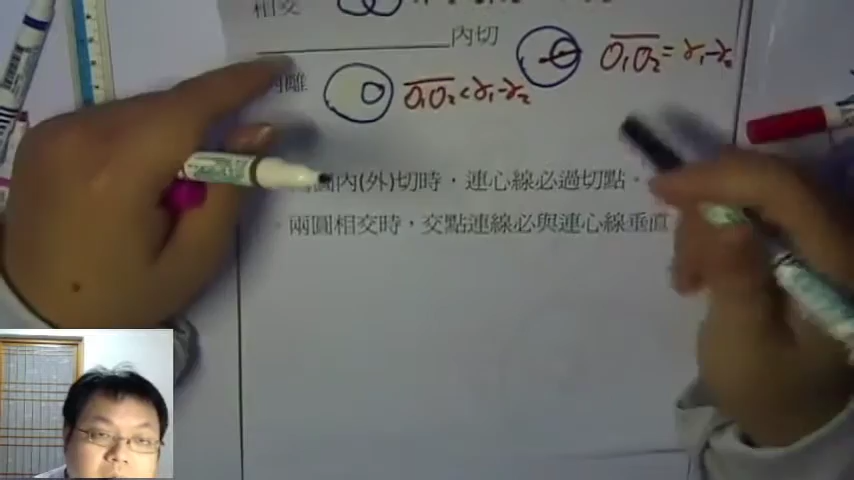 相交
內切 O₁O₂ = r₁-r₂
內離 O₁O₂ < r₁-r₂
圓內(外)切時，連心線必過切點。
兩圓相交時，交點連線必與連心線垂直